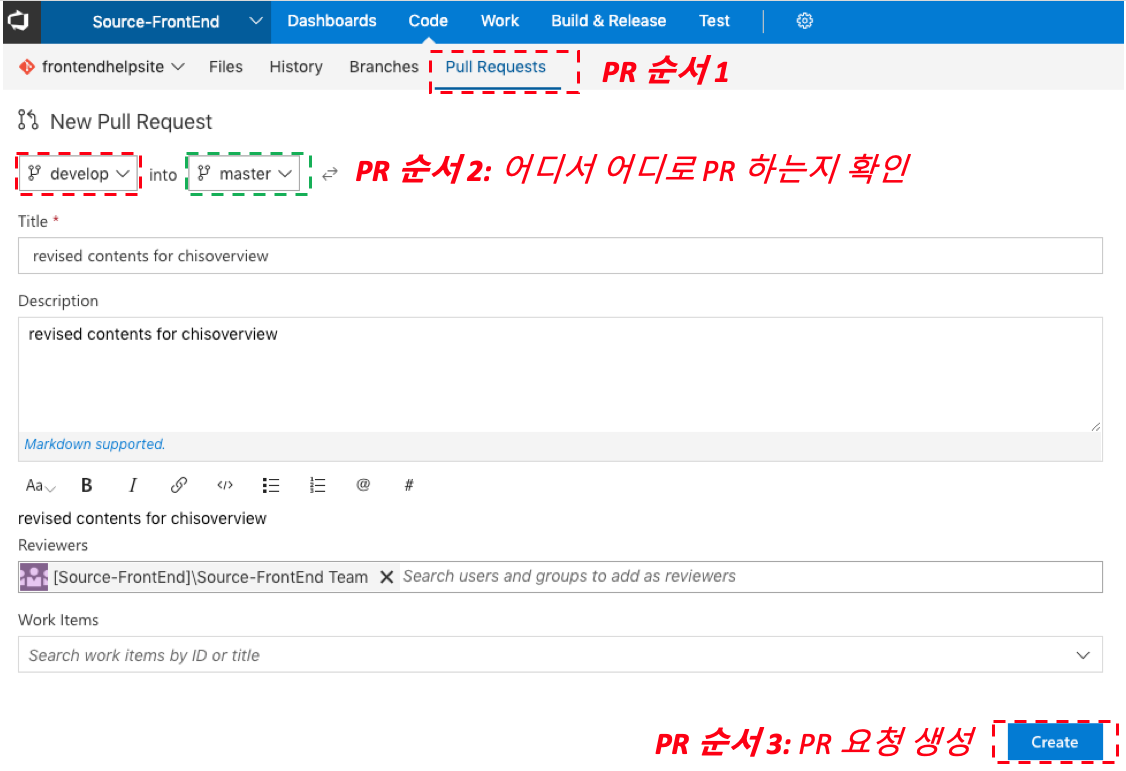 Source-FrontEnd Dashboards Code Work Build & Release Test
frontendhelpsite Files History Branches Pull Requests PR 순서 1
New Pull Request
develop into master PR 순서 2: 어디서 어디로 PR 하는지 확인
Title *
revised contents for chisoverview
Description
revised contents for chisoverview
Markdown supported.
Aa B I </> @ #
revised contents for chisoverview
Reviewers
[Source-FrontEnd]\Source-FrontEnd Team Search users and groups to add as reviewers
Work Items
Search work items by ID or title
PR 순서 3: PR 요청 생성 Create